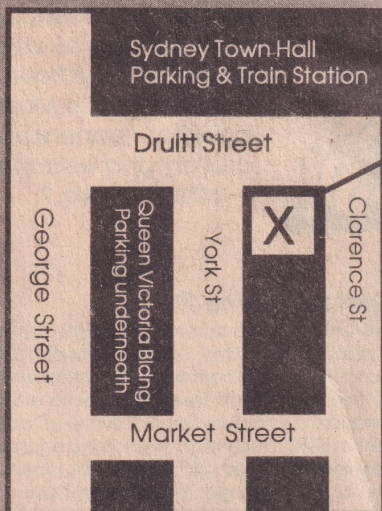 Sydney Town Hall
Parking & Train Station
Druitt Street
George Street
Queen Victoria Bldng
Parking underneath
York St
X
Clarence St
Market Street